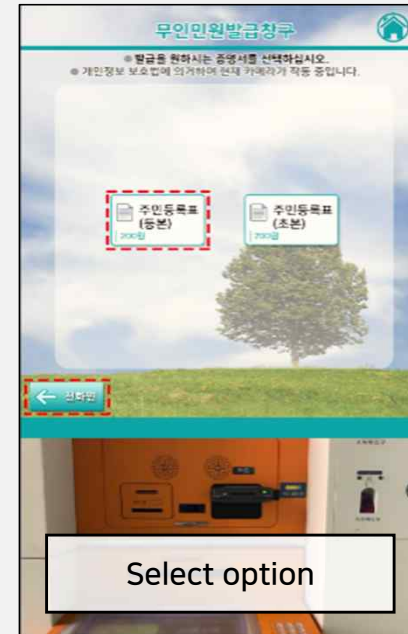 무인민원발급창구
※ 발급을 원하시는 증명서를 선택하십시오.
※ 개인정보 보호법에 의거하여 현재 카메라가 작동 중입니다.
주민등록표
(등본)
200원
주민등록표
(초본)
200원
← 전화면
Select option